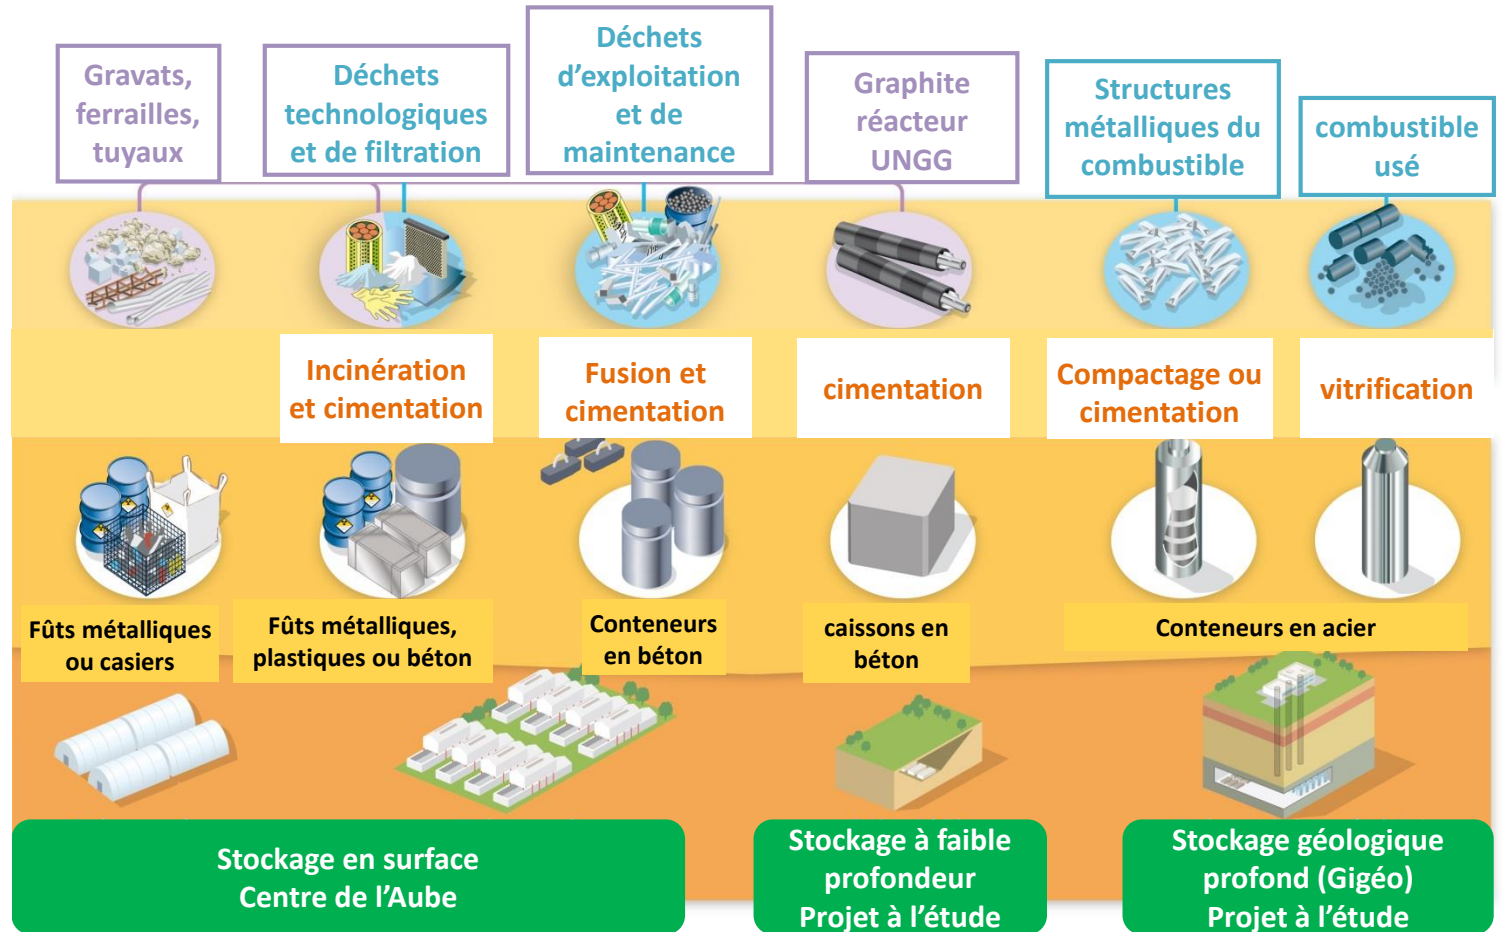 Gravats,
ferrailles,
tuyaux
Déchets
technologiques
et de filtration
Déchets
d'exploitation
et de
maintenance
Graphite
réacteur
UNGG
Structures
métalliques du
combustible
combustible
usé
Incinération
et cimentation
Fusion et
cimentation
cimentation
Compactage ou
cimentation
vitrification
Fûts métalliques
ou casiers
Fûts métalliques,
plastiques ou béton
Conteneurs
en béton
caissons en
béton
Conteneurs en acier
Stockage en surface
Centre de l'Aube
Stockage à faible
profondeur
Projet à l'étude
Stockage géologique
profond (Gigéo)
Projet à l'étude